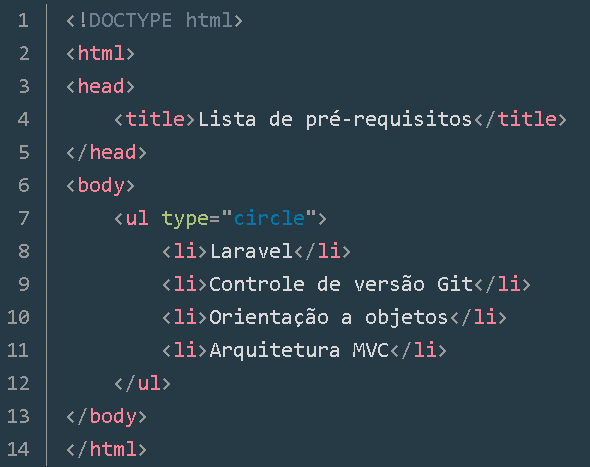 1 <!DOCTYPE html>
2 <html>
3 <head>
4     <title>Lista de pré-requisitos</title>
5 </head>
6 <body>
7     <ul type="circle">
8         <li>Laravel</li>
9         <li>Controle de versão Git</li>
10         <li>Orientação a objetos</li>
11         <li>Arquitetura MVC</li>
12     </ul>
13 </body>
14 </html>